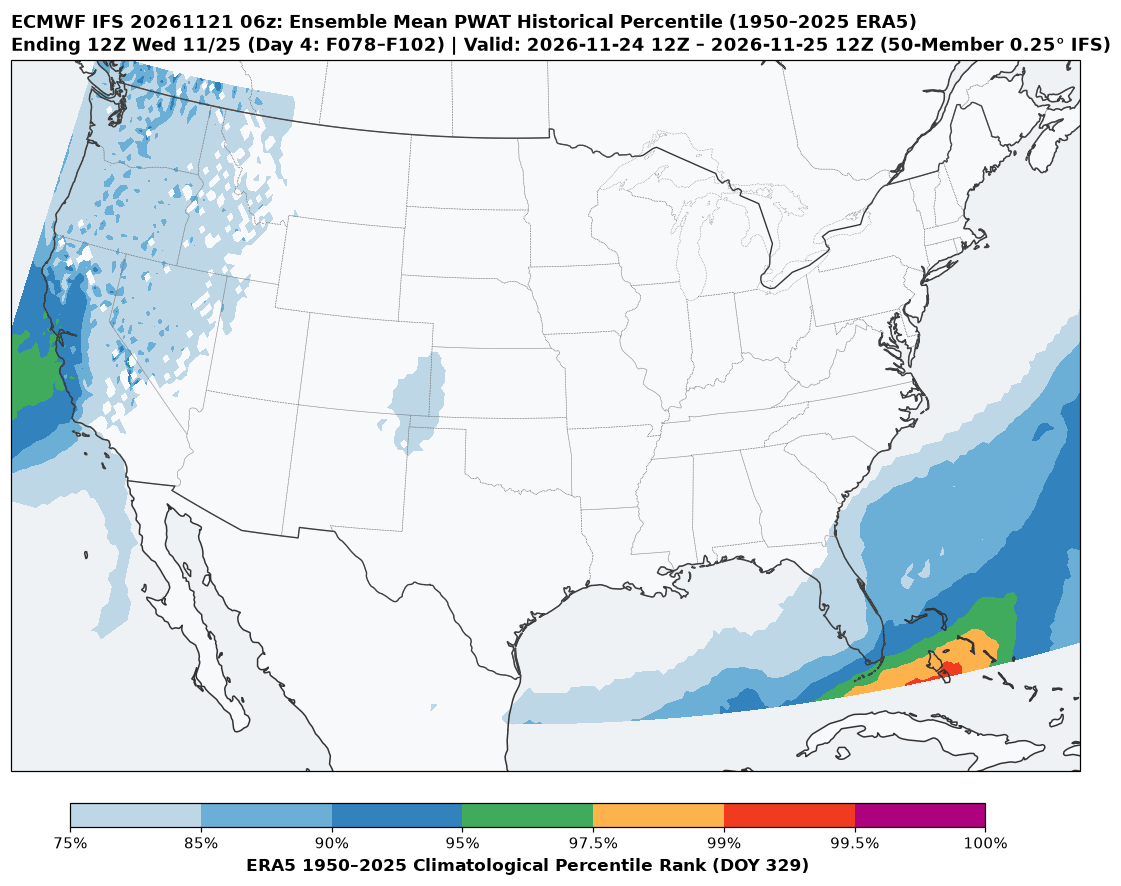 ECMWF IFS 20261121 06z: Ensemble Mean PWAT Historical Percentile (1950–2025 ERA5)
Ending 12Z Wed 11/25 (Day 4: F078–F102) | Valid: 2026-11-24 12Z – 2026-11-25 12Z (50-Member 0.25° IFS)
75% 85% 90% 95% 97.5% 99% 99.5% 100%
ERA5 1950–2025 Climatological Percentile Rank (DOY 329)